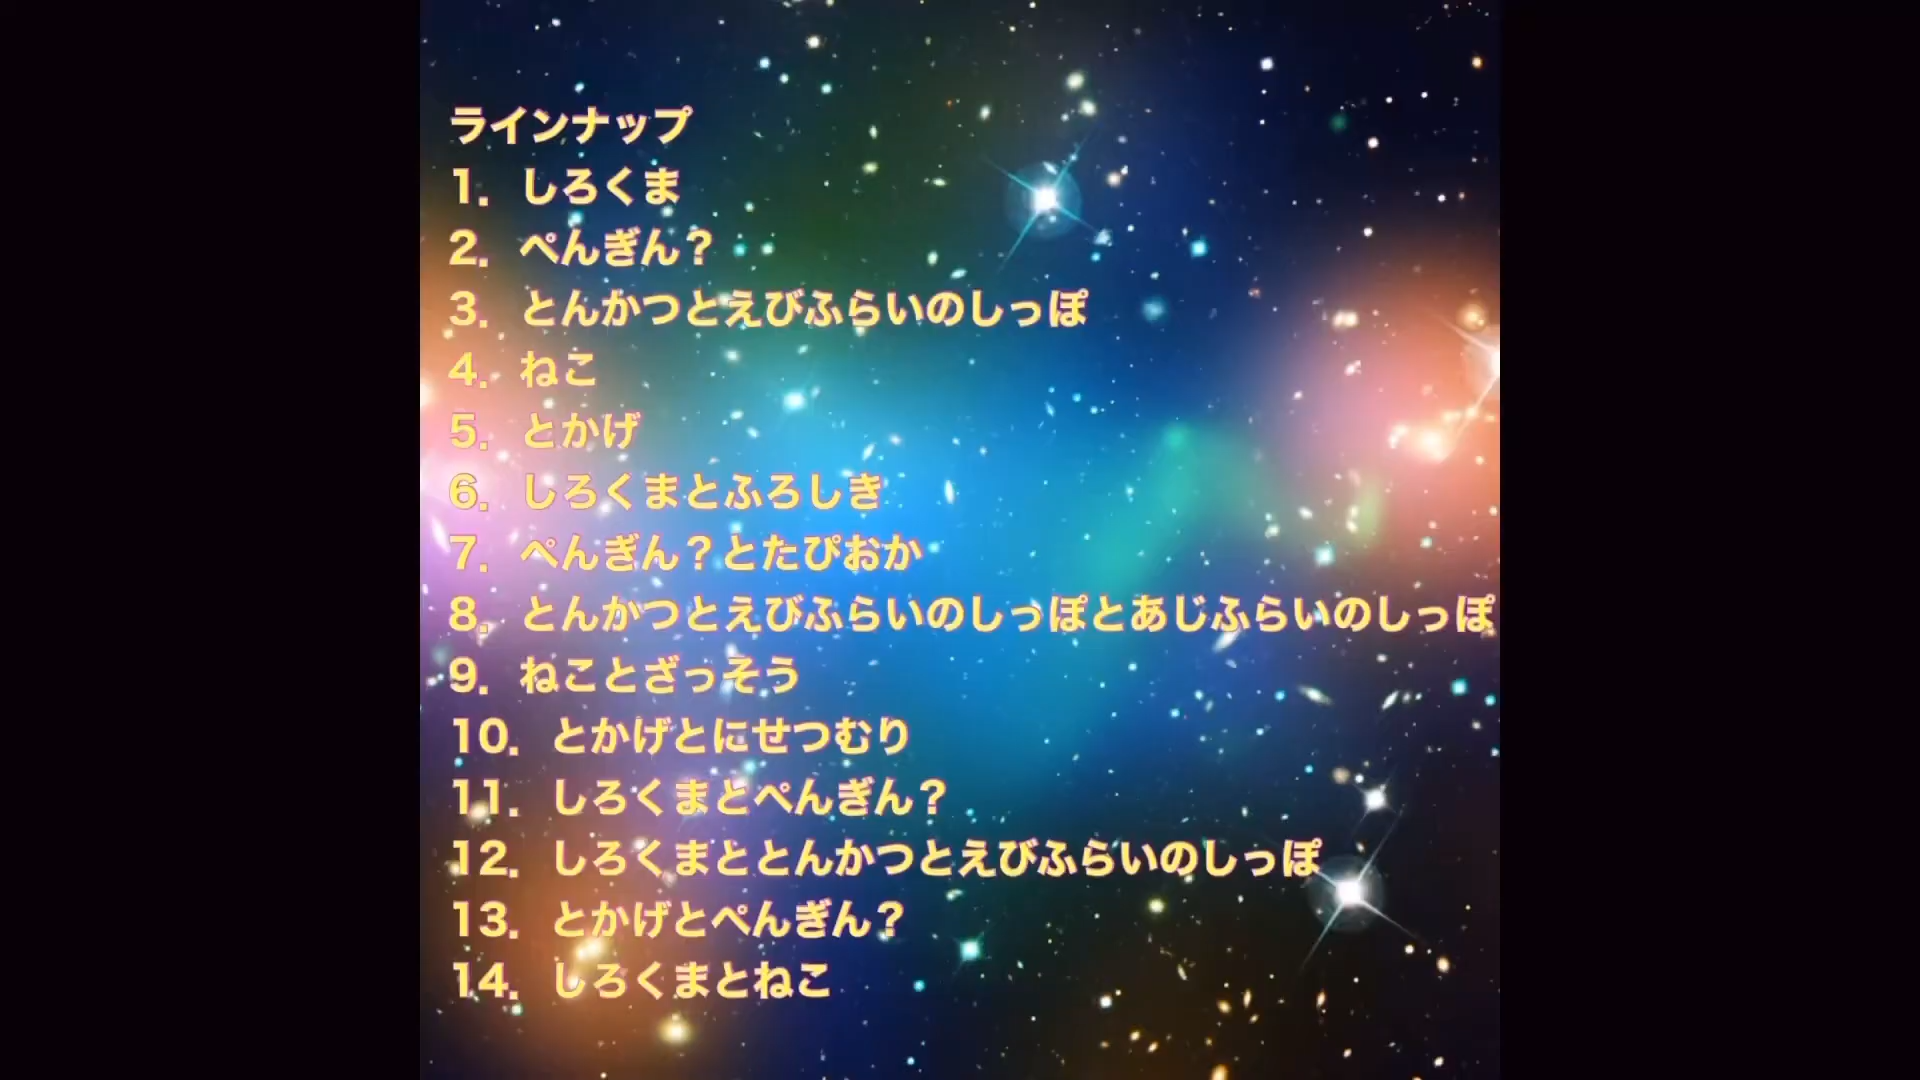 ラインナップ
1. しろくま
2. ぺんぎん？
3. とんかつとえびふらいのしっぽ
4. ねこ
5. とかげ
6. しろくまとふろしき
7. ぺんぎん？とたぴおか
8. とんかつとえびふらいのしっぽとあじふらいのしっぽ
9. ねことざっそう
10. とかげとにせつむり
11. しろくまとぺんぎん？
12. しろくまととんかつとえびふらいのしっぽ
13. とかげとぺんぎん？
14. しろくまとねこ